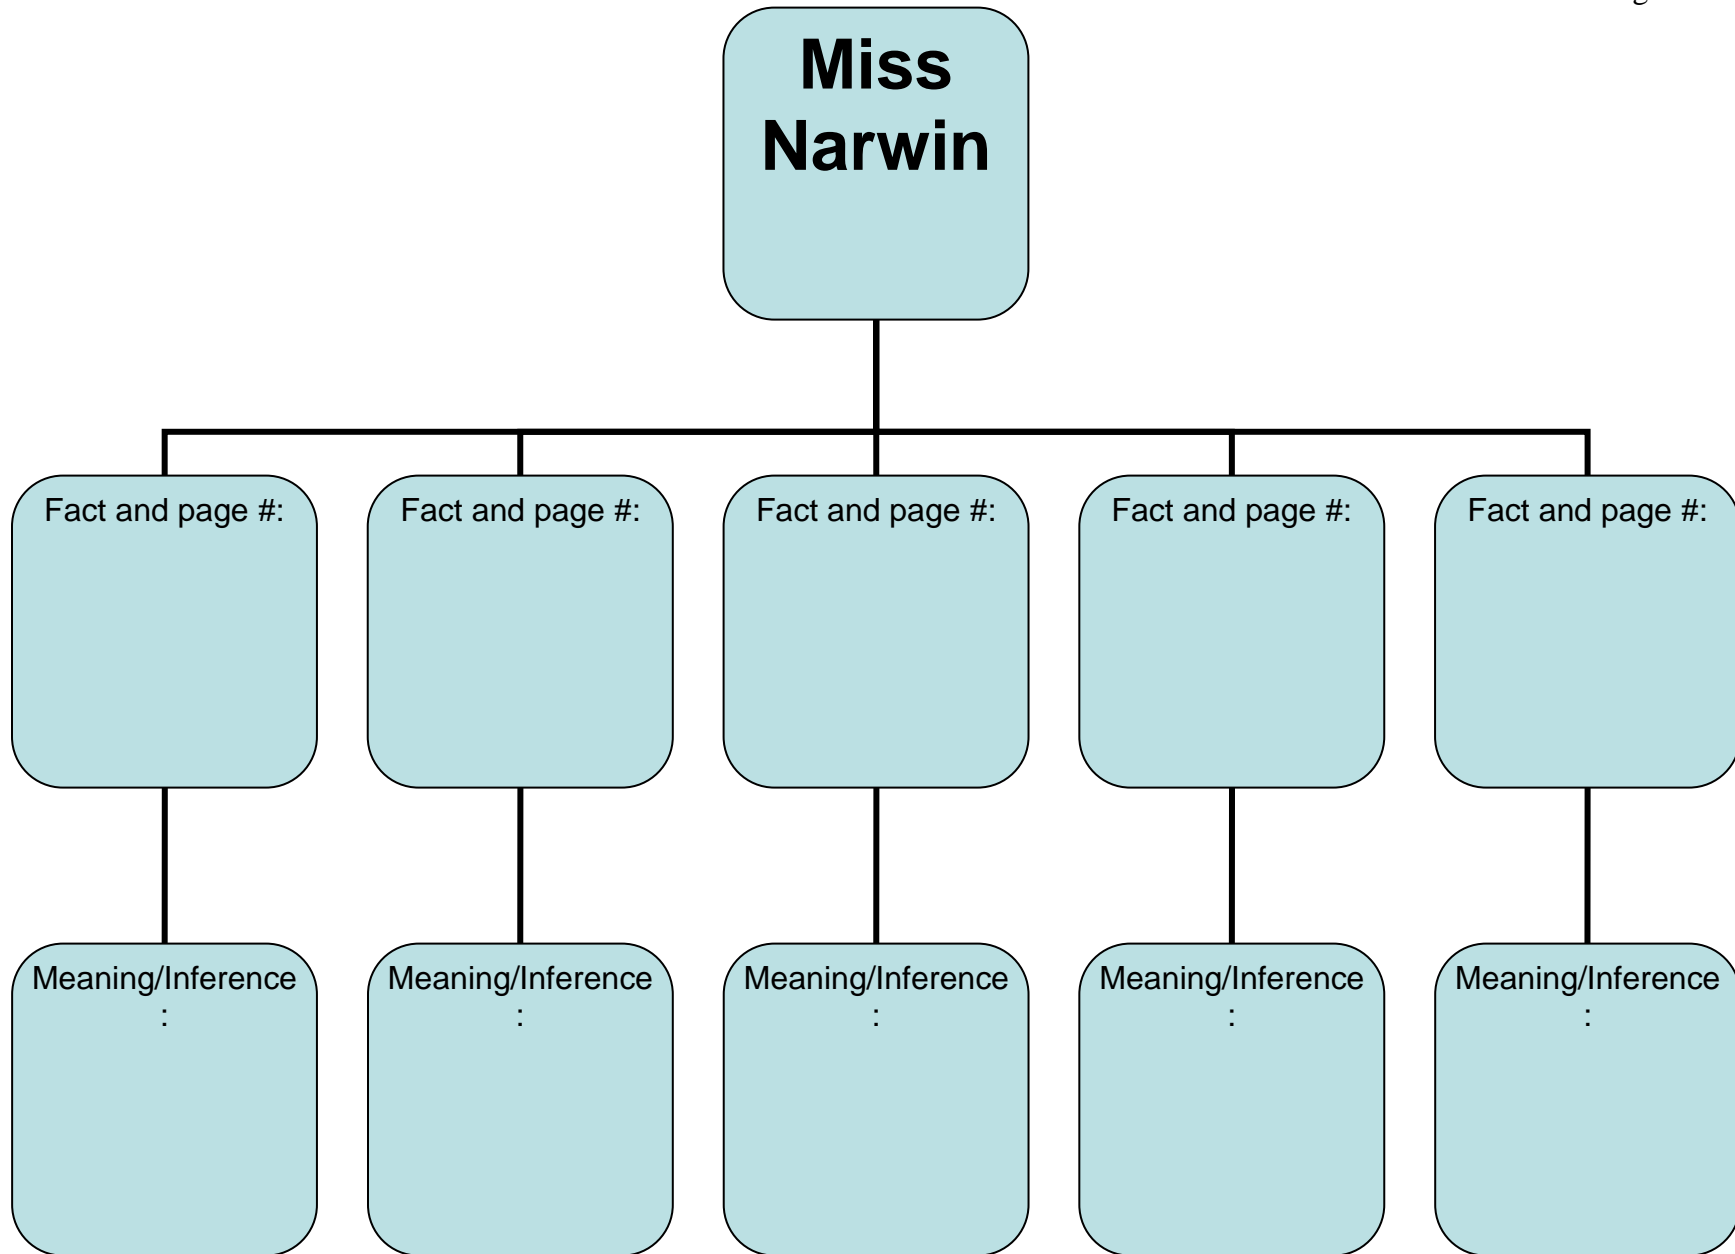 Miss
Narwin
Fact and page #:
Fact and page #:
Fact and page #:
Fact and page #:
Fact and page #:
Meaning/Inference
:
Meaning/Inference
:
Meaning/Inference
:
Meaning/Inference
:
Meaning/Inference
: